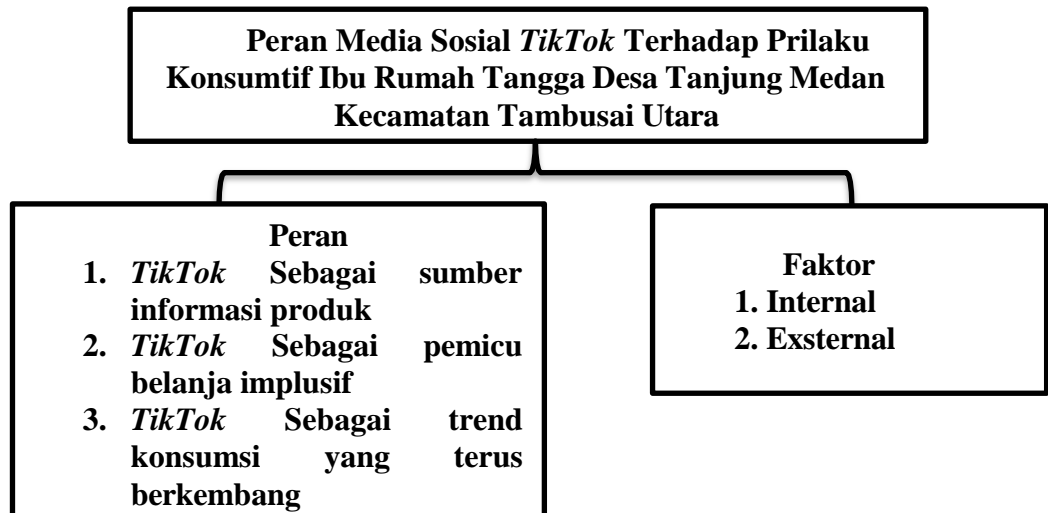 Peran Media Sosial TikTok Terhadap Prilaku
Konsumtif Ibu Rumah Tangga Desa Tanjung Medan
Kecamatan Tambusai Utara
Peran
1. TikTok Sebagai sumber
informasi produk
2. TikTok Sebagai pemicu
belanja implusif
3. TikTok Sebagai trend
konsumsi yang terus
berkembang
Faktor
1. Internal
2. Exsternal